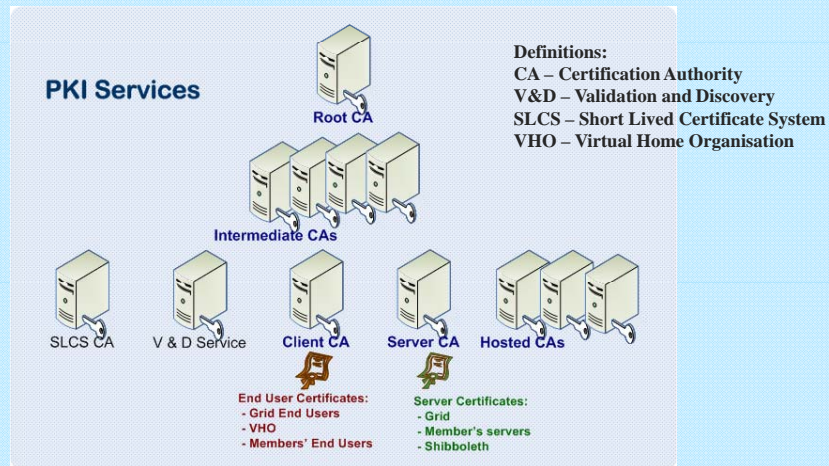 PKI Services
Definitions:
CA – Certification Authority
V&D – Validation and Discovery
SLCS – Short Lived Certificate System
VHO – Virtual Home Organisation
Root CA
Intermediate CAs
SLCS CA
V & D Service
Client CA
Server CA
Hosted CAs
End User Certificates:
- Grid End Users
- VHO
- Members' End Users
Server Certificates:
- Grid
- Member's servers
- Shibboleth